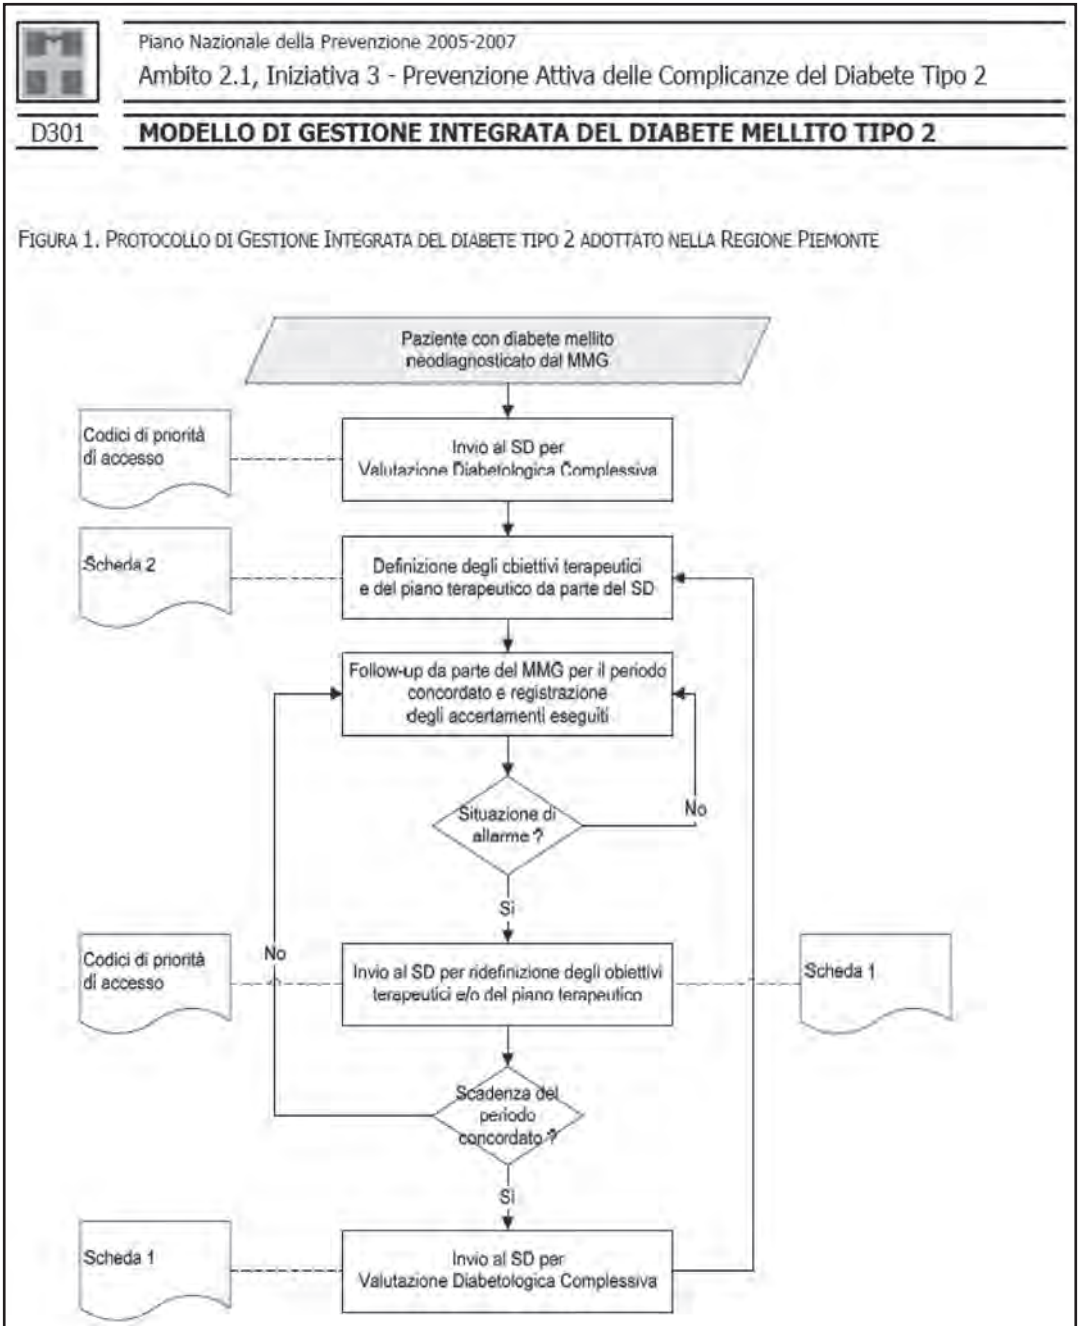 Piano Nazionale della Prevenzione 2005-2007
Ambito 2.1, Iniziativa 3 - Prevenzione Attiva delle Complicanze del Diabete Tipo 2
D301 MODELLO DI GESTIONE INTEGRATA DEL DIABETE MELLITO TIPO 2
FIGURA 1. PROTOCOLLO DI GESTIONE INTEGRATA DEL DIABETE TIPO 2 ADOTTATO NELLA REGIONE PIEMONTE
Paziente con diabete mellito
neodiagnosticato dal MMG
Codici di priorità
di accesso
Invio al SD per
Valutazione Diabetologica Complessiva
Scheda 2
Definizione degli obiettivi terapeutici
e del piano terapeutico da parte del SD
Follow-up da parte del MMG per il periodo
concordato e registrazione
degli accertamenti eseguiti
Situazione di
allarme ?
No
Si
Codici di priorità
di accesso
No
Invio al SD per ridefinizione degli obiettivi
terapeutici e/o del piano terapeutico
Scheda 1
Scadenza del
periodo
concordato ?
Si
Scheda 1
Invio al SD per
Valutazione Diabetologica Complessiva